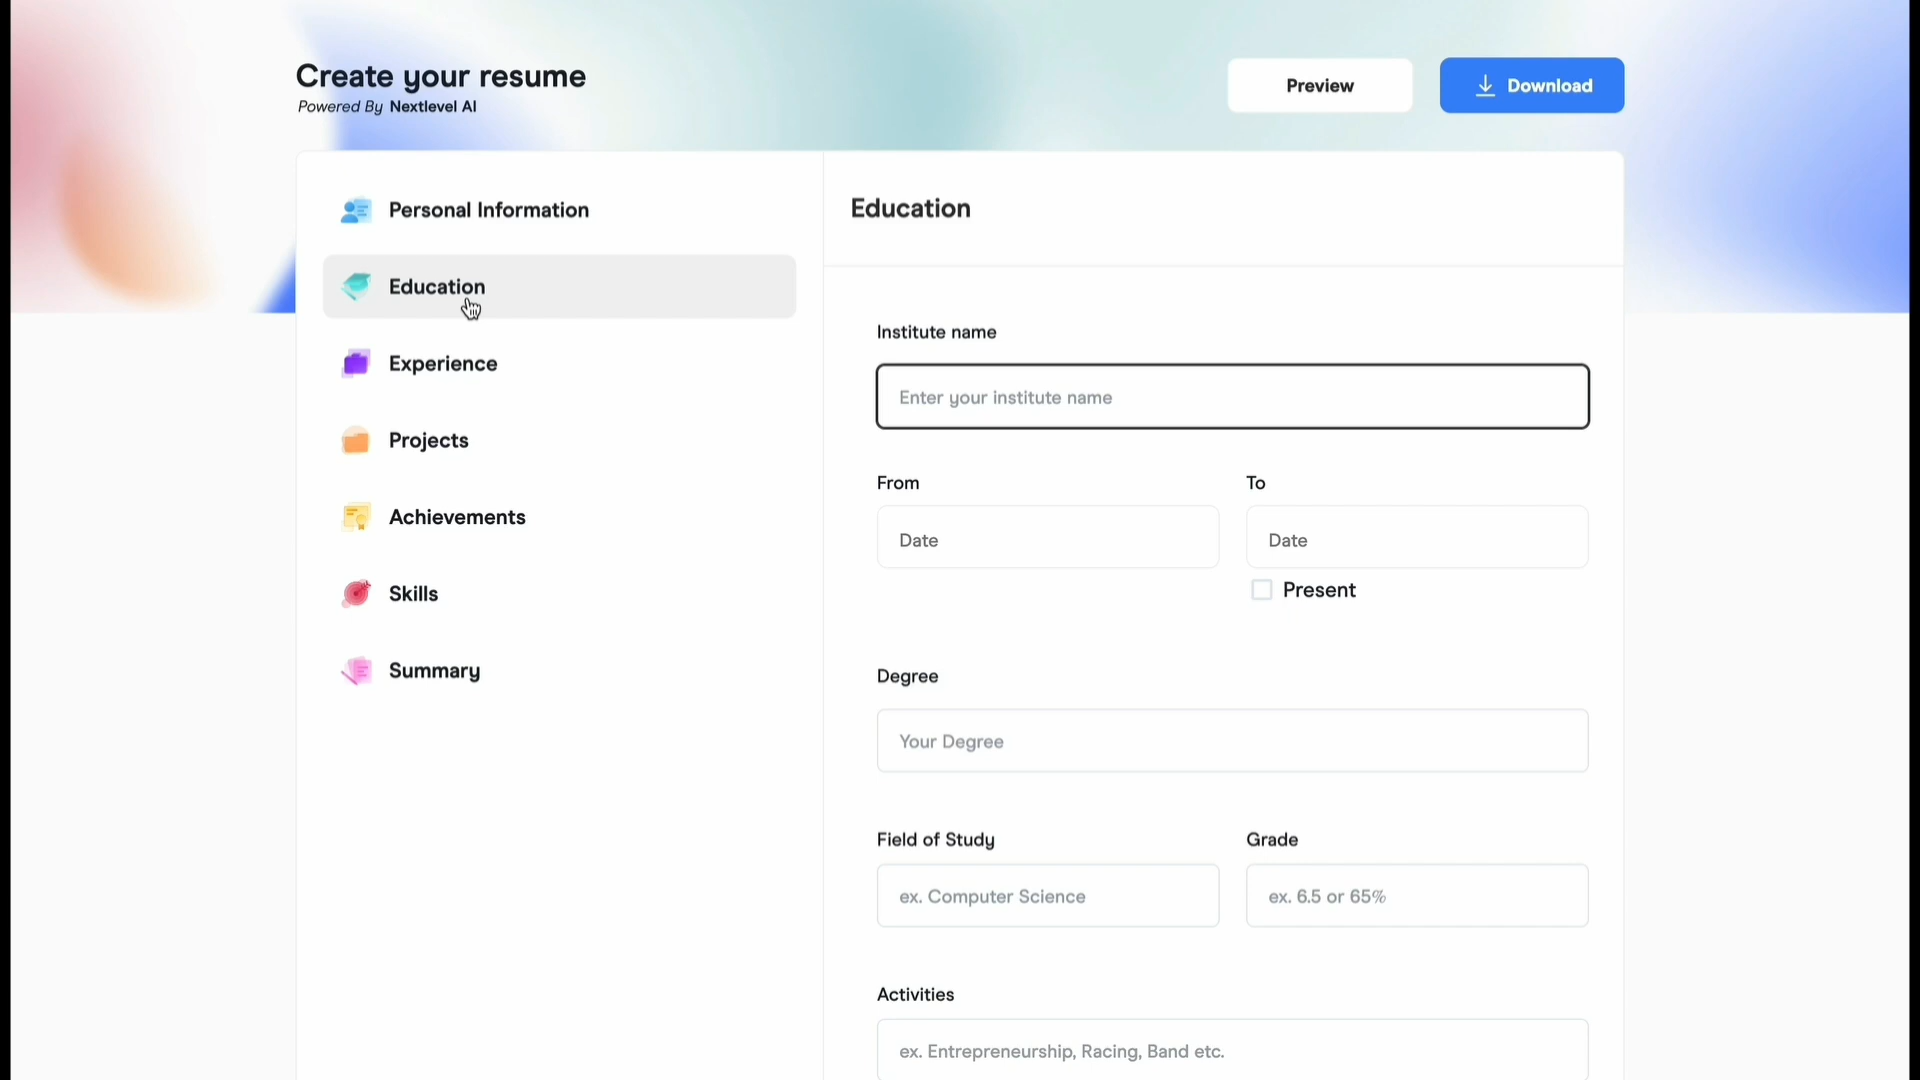 Create your resume
Powered By Nextlevel AI
Preview
Download
Personal Information
Education
Experience
Projects
Achievements
Skills
Summary
Education
Institute name
Enter your institute name
From To
Date Date
Present
Degree
Your Degree
Field of Study Grade
ex. Computer Science ex. 6.5 or 65%
Activities
ex. Entrepreneurship, Racing, Band etc.